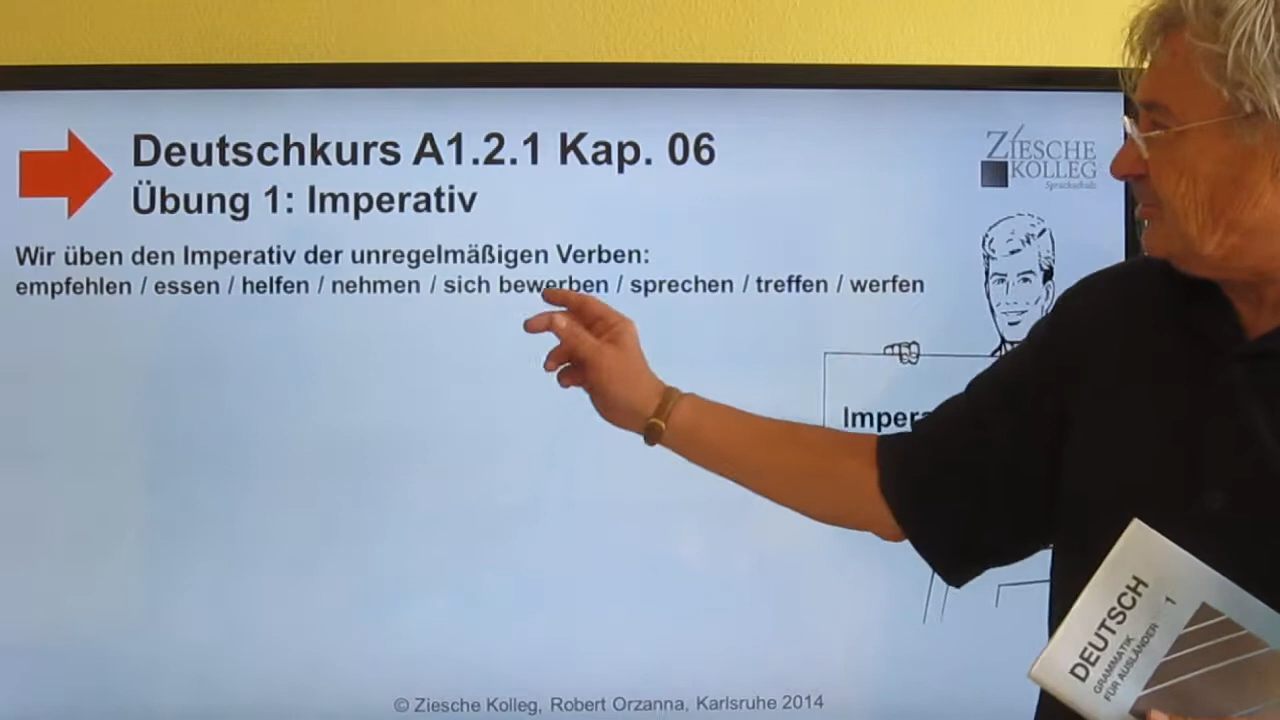 Deutschkurs A1.2.1 Kap. 06
Übung 1: Imperativ
ZIESCHE
KOLLEG
Sprachschule
Wir üben den Imperativ der unregelmäßigen Verben:
empfehlen / essen / helfen / nehmen / sich bewerben / sprechen / treffen / werfen
Impera
DEUTSCH
GRAMMATIK
FÜR AUSLÄNDER 1
© Ziesche Kolleg, Robert Orzanna, Karlsruhe 2014